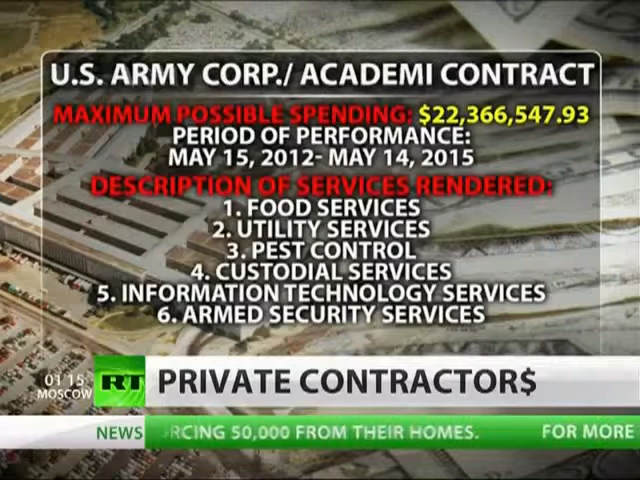 U.S. ARMY CORP./ ACADEMI CONTRACT
MAXIMUM POSSIBLE SPENDING: $22,366,547.93
PERIOD OF PERFORMANCE:
MAY 15, 2012- MAY 14, 2015
DESCRIPTION OF SERVICES RENDERED:
1. FOOD SERVICES
2. UTILITY SERVICES
3. PEST CONTROL
4. CUSTODIAL SERVICES
5. INFORMATION TECHNOLOGY SERVICES
6. ARMED SECURITY SERVICES
01:15
MOSCOW
RT
PRIVATE CONTRACTOR$
NEWS
RCING 50,000 FROM THEIR HOMES.
FOR MORE